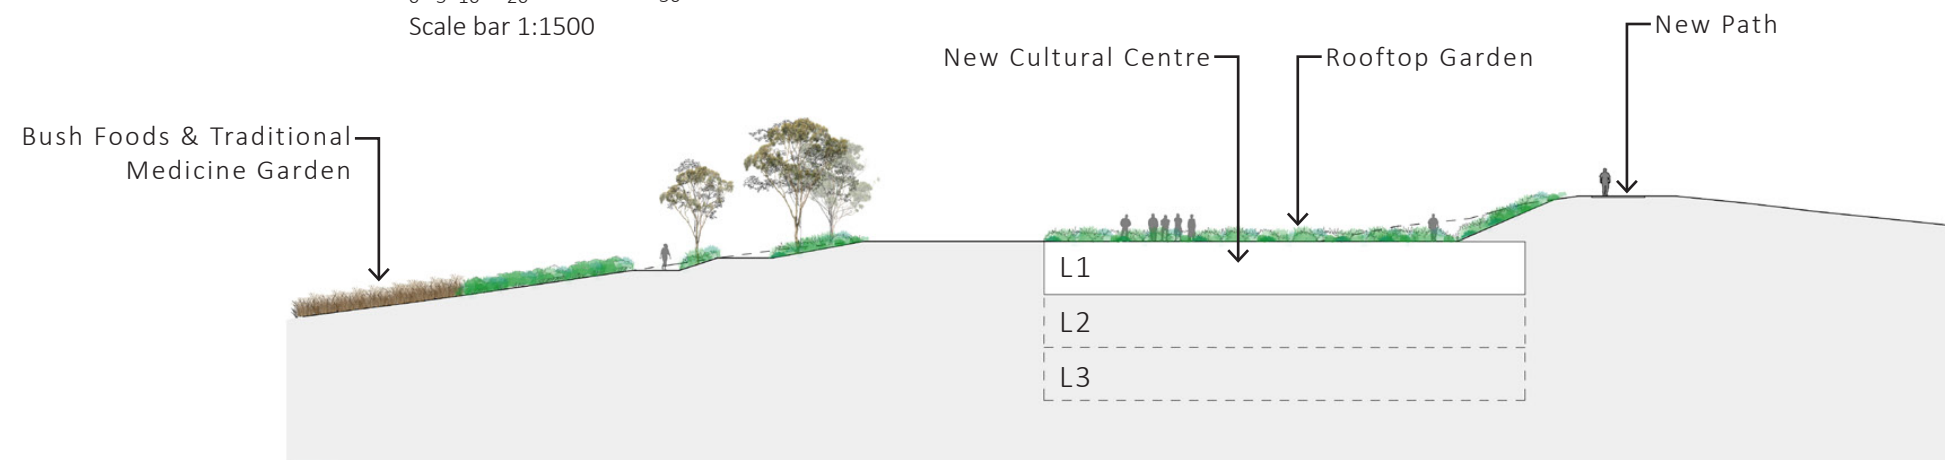 Scale bar 1:1500
New Path
New Cultural Centre
Rooftop Garden
Bush Foods & Traditional
Medicine Garden
L1
L2
L3